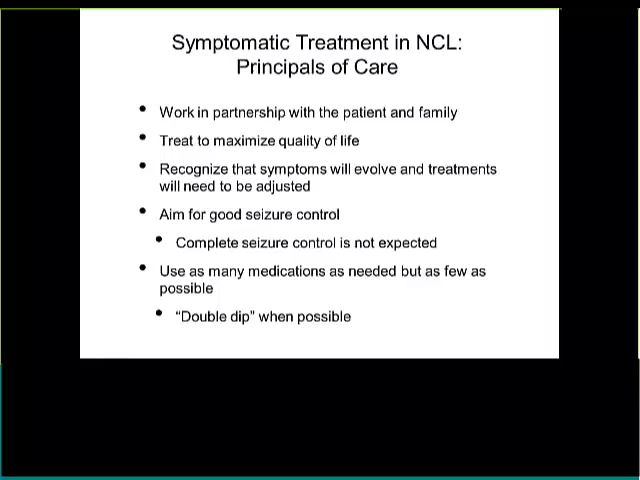 Symptomatic Treatment in NCL:
Principals of Care
• Work in partnership with the patient and family
• Treat to maximize quality of life
• Recognize that symptoms will evolve and treatments
will need to be adjusted
• Aim for good seizure control
• Complete seizure control is not expected
• Use as many medications as needed but as few as
possible
• “Double dip” when possible